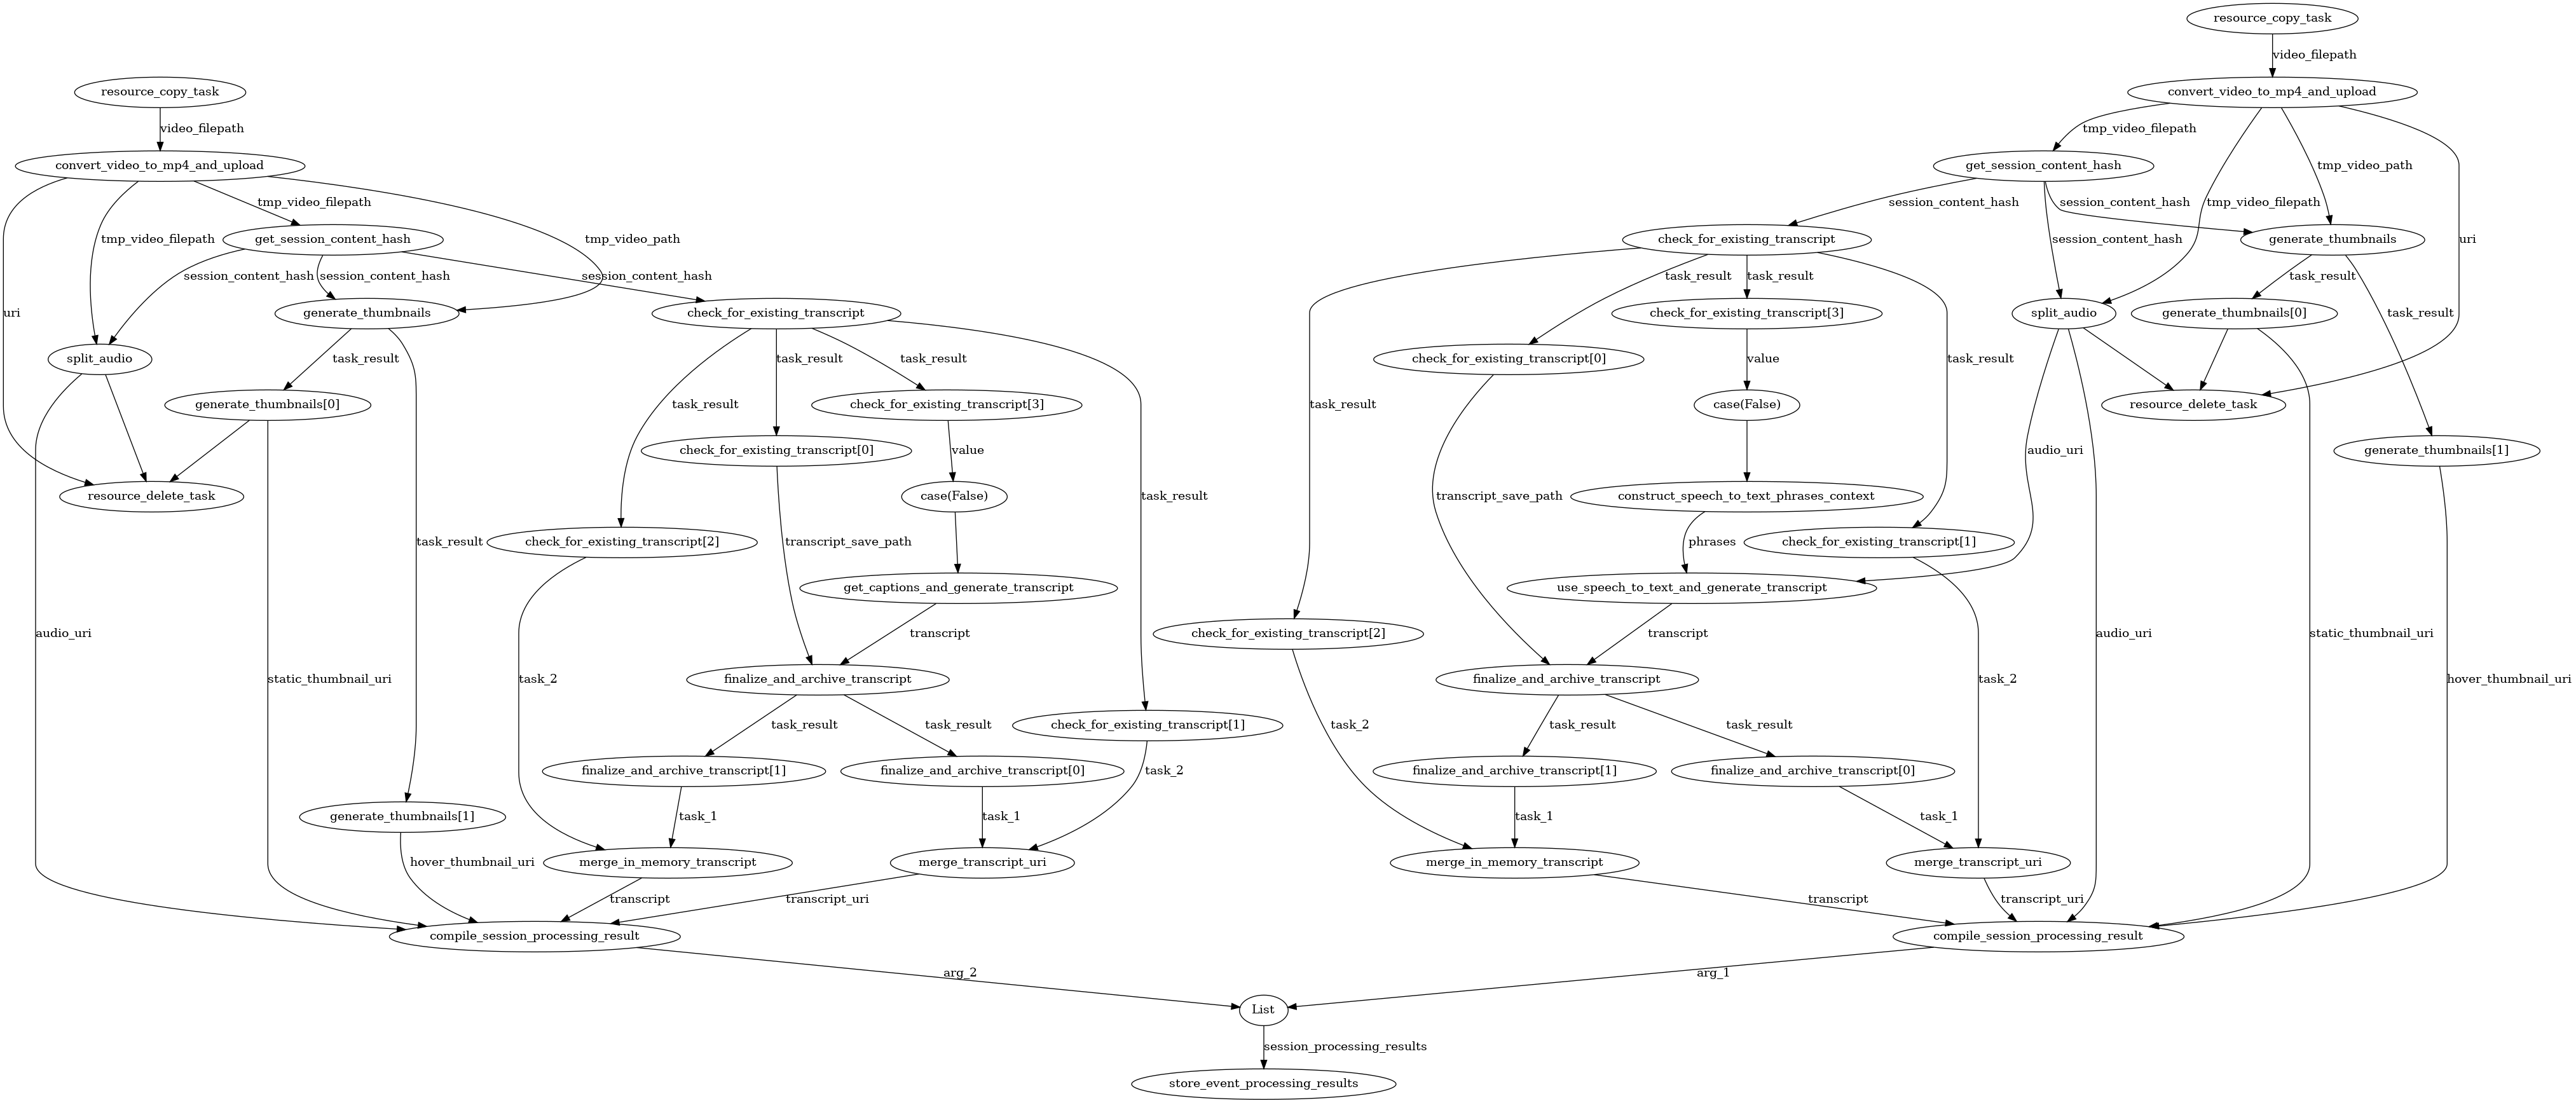 resource_copy_task
video_filepath
resource_copy_task
convert_video_to_mp4_and_upload
video_filepath
tmp_video_filepath
convert_video_to_mp4_and_upload
get_session_content_hash
tmp_video_path
tmp_video_filepath
session_content_hash
session_content_hash
tmp_video_filepath
tmp_video_filepath
get_session_content_hash
tmp_video_path
check_for_existing_transcript
session_content_hash
generate_thumbnails
uri
session_content_hash
session_content_hash
session_content_hash
task_result
task_result
task_result
uri
generate_thumbnails
check_for_existing_transcript
check_for_existing_transcript[3]
split_audio
generate_thumbnails[0]
task_result
split_audio
task_result
task_result
task_result
check_for_existing_transcript[0]
value
task_result
generate_thumbnails[0]
task_result
check_for_existing_transcript[3]
task_result
case(False)
resource_delete_task
check_for_existing_transcript[0]
value
audio_uri
generate_thumbnails[1]
resource_delete_task
case(False)
task_result
transcript_save_path
construct_speech_to_text_phrases_context
task_result
check_for_existing_transcript[2]
transcript_save_path
phrases
check_for_existing_transcript[1]
get_captions_and_generate_transcript
use_speech_to_text_and_generate_transcript
audio_uri
transcript
check_for_existing_transcript[2]
transcript
audio_uri
static_thumbnail_uri
static_thumbnail_uri
task_2
finalize_and_archive_transcript
finalize_and_archive_transcript
task_2
hover_thumbnail_uri
task_result
task_result
check_for_existing_transcript[1]
task_2
task_result
task_result
finalize_and_archive_transcript[1]
finalize_and_archive_transcript[0]
task_2
finalize_and_archive_transcript[1]
finalize_and_archive_transcript[0]
generate_thumbnails[1]
task_1
task_1
task_1
task_1
hover_thumbnail_uri
merge_in_memory_transcript
merge_transcript_uri
merge_in_memory_transcript
merge_transcript_uri
transcript
transcript_uri
transcript
transcript_uri
compile_session_processing_result
compile_session_processing_result
arg_2
arg_1
List
session_processing_results
store_event_processing_results